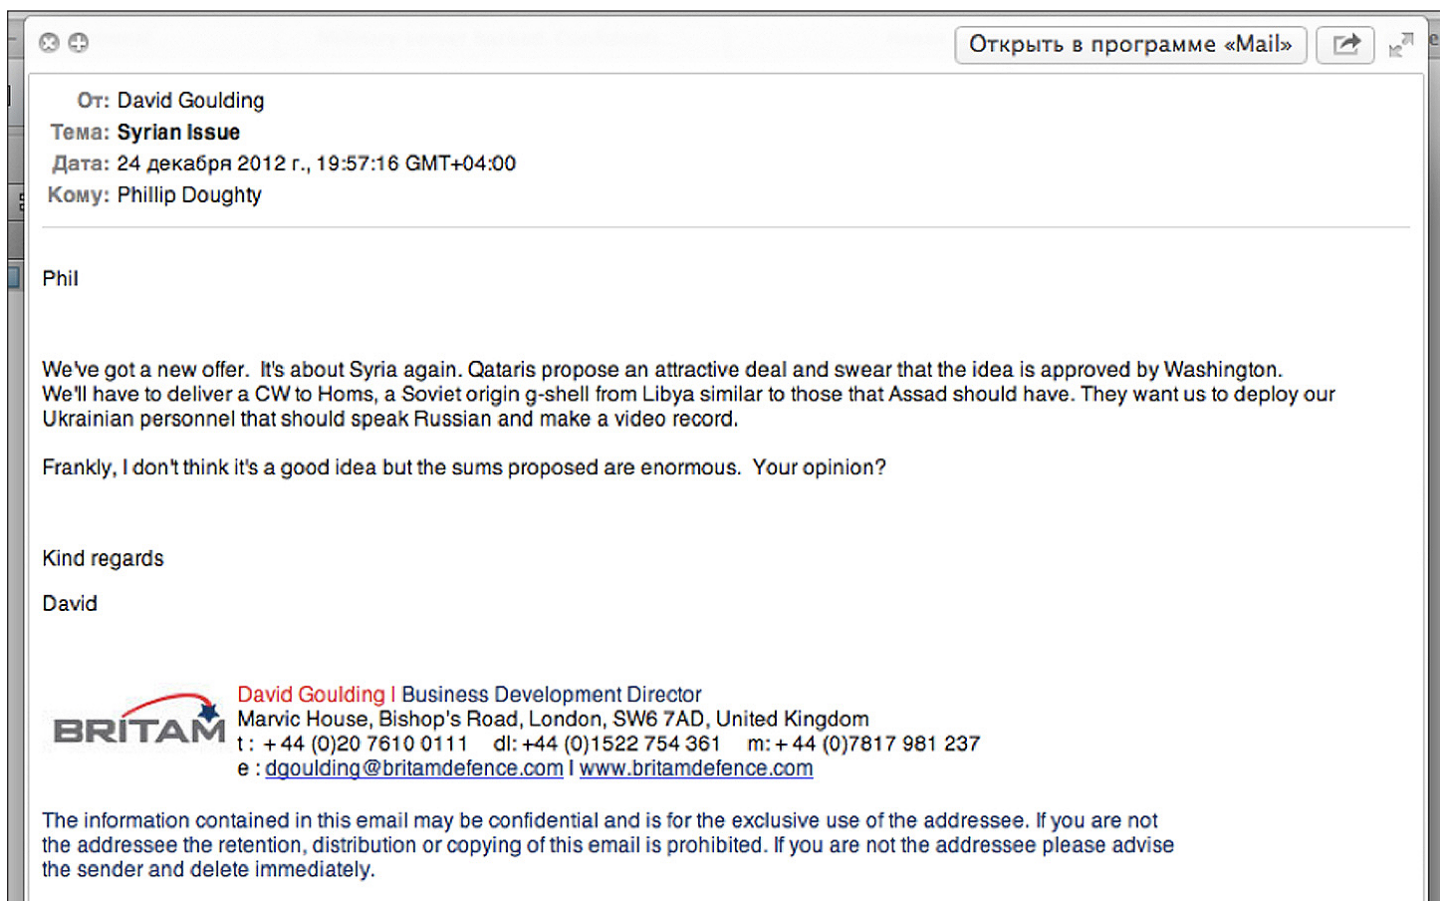 Открыть в программе «Mail»
От: David Goulding
Тема: Syrian Issue
Дата: 24 декабря 2012 г., 19:57:16 GMT+04:00
Кому: Phillip Doughty
Phil
We've got a new offer.  It's about Syria again. Qataris propose an attractive deal and swear that the idea is approved by Washington.
We'll have to deliver a CW to Homs, a Soviet origin g-shell from Libya similar to those that Assad should have. They want us to deploy our
Ukrainian personnel that should speak Russian and make a video record.
Frankly, I don't think it's a good idea but the sums proposed are enormous.  Your opinion?
Kind regards
David
BRITAM
David Goulding I Business Development Director
Marvic House, Bishop's Road, London, SW6 7AD, United Kingdom
t : + 44 (0)20 7610 0111    dl: +44 (0)1522 754 361    m: + 44 (0)7817 981 237
e : dgoulding@britamdefence.com I www.britamdefence.com
The information contained in this email may be confidential and is for the exclusive use of the addressee. If you are not
the addressee the retention, distribution or copying of this email is prohibited. If you are not the addressee please advise
the sender and delete immediately.